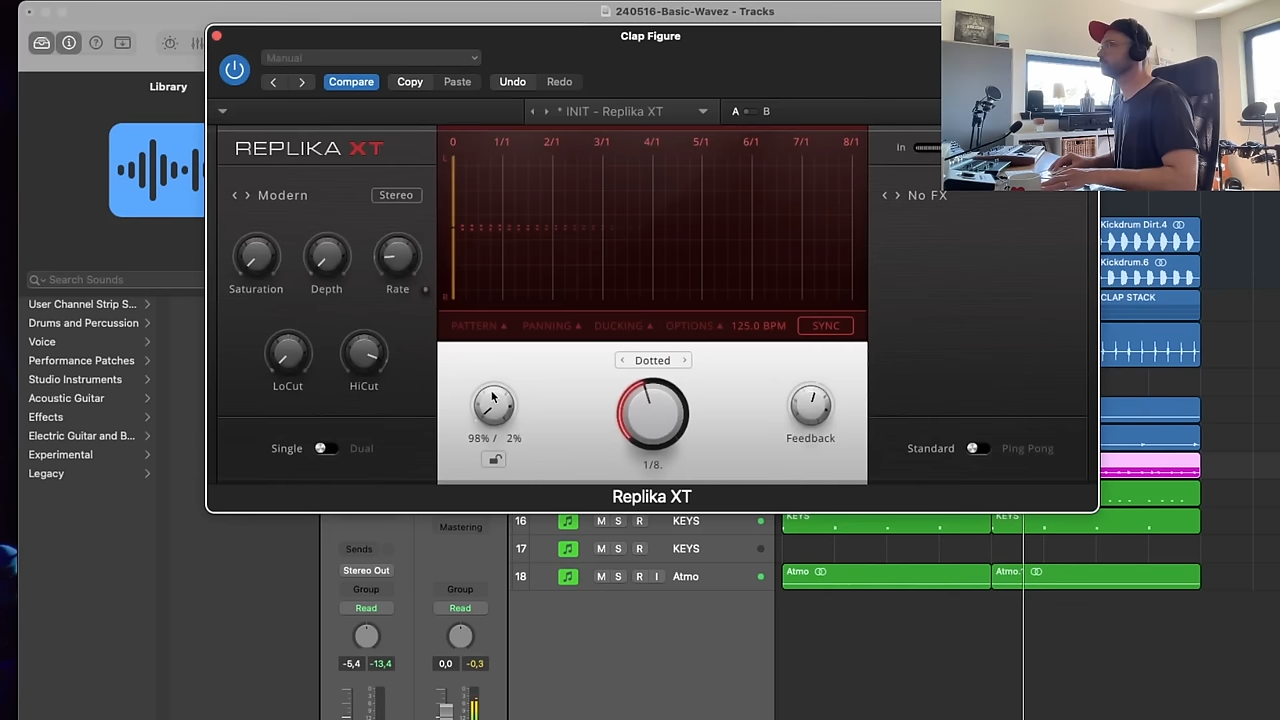 240516-Basic-Wavez - Tracks
Clap Figure
Manual
Compare
Copy
Paste
Undo
Redo
* INIT - Replika XT
A
B
Library
Search Sounds
User Channel Strip S...
Drums and Percussion
Voice
Performance Patches
Studio Instruments
Acoustic Guitar
Effects
Electric Guitar and B...
Experimental
Legacy
REPLIKA XT
Modern
Stereo
Saturation
Depth
Rate
LoCut
HiCut
Single
Dual
0
1/1
2/1
3/1
4/1
5/1
6/1
7/1
8/1
L
R
PATTERN
PANNING
DUCKING
OPTIONS
125.0 BPM
SYNC
Dotted
98% / 2%
1/8.
Feedback
In
No FX
Standard
Ping Pong
Replika XT
Kickdrum Dirt.4
Kickdrum.6
CLAP STACK
Mastering
Sends
Stereo Out
Group
Group
Read
Read
-5,4
-13,4
0,0
-0,3
16
M S R
KEYS
KEYS
KEYS
17
M S R
KEYS
18
M S R I
Atmo
Atmo
Atmo.